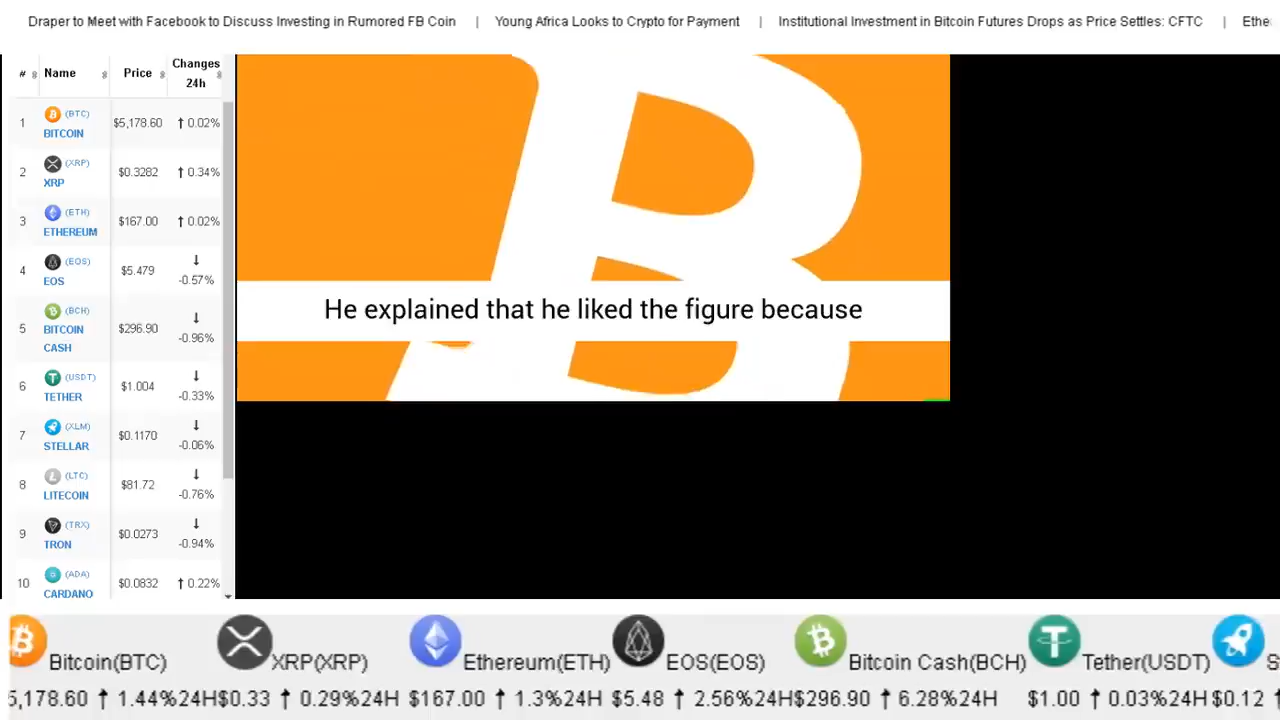 Draper to Meet with Facebook to Discuss Investing in Rumored FB Coin | Young Africa Looks to Crypto for Payment | Institutional Investment in Bitcoin Futures Drops as Price Settles: CFTC | Ethe
# Name Price Changes 24h
1 (BTC) BITCOIN $5,178.60 ↑ 0.02%
2 (XRP) XRP $0.3282 ↑ 0.34%
3 (ETH) ETHEREUM $167.00 ↑ 0.02%
4 (EOS) EOS $5.479 ↓ -0.57%
5 (BCH) BITCOIN CASH $296.90 ↓ -0.96%
6 (USDT) TETHER $1.004 ↓ -0.33%
7 (XLM) STELLAR $0.1170 ↓ -0.06%
8 (LTC) LITECOIN $81.72 ↓ -0.76%
9 (TRX) TRON $0.0273 ↓ -0.94%
10 (ADA) CARDANO $0.0832 ↑ 0.22%
He explained that he liked the figure because
Bitcoin(BTC) XRP(XRP) Ethereum(ETH) EOS(EOS) Bitcoin Cash(BCH) Tether(USDT) S
5,178.60 ↑ 1.44%24H $0.33 ↑ 0.29%24H $167.00 ↑ 1.3%24H $5.48 ↑ 2.56%24H $296.90 ↑ 6.28%24H $1.00 ↑ 0.03%24H $0.12 ↑